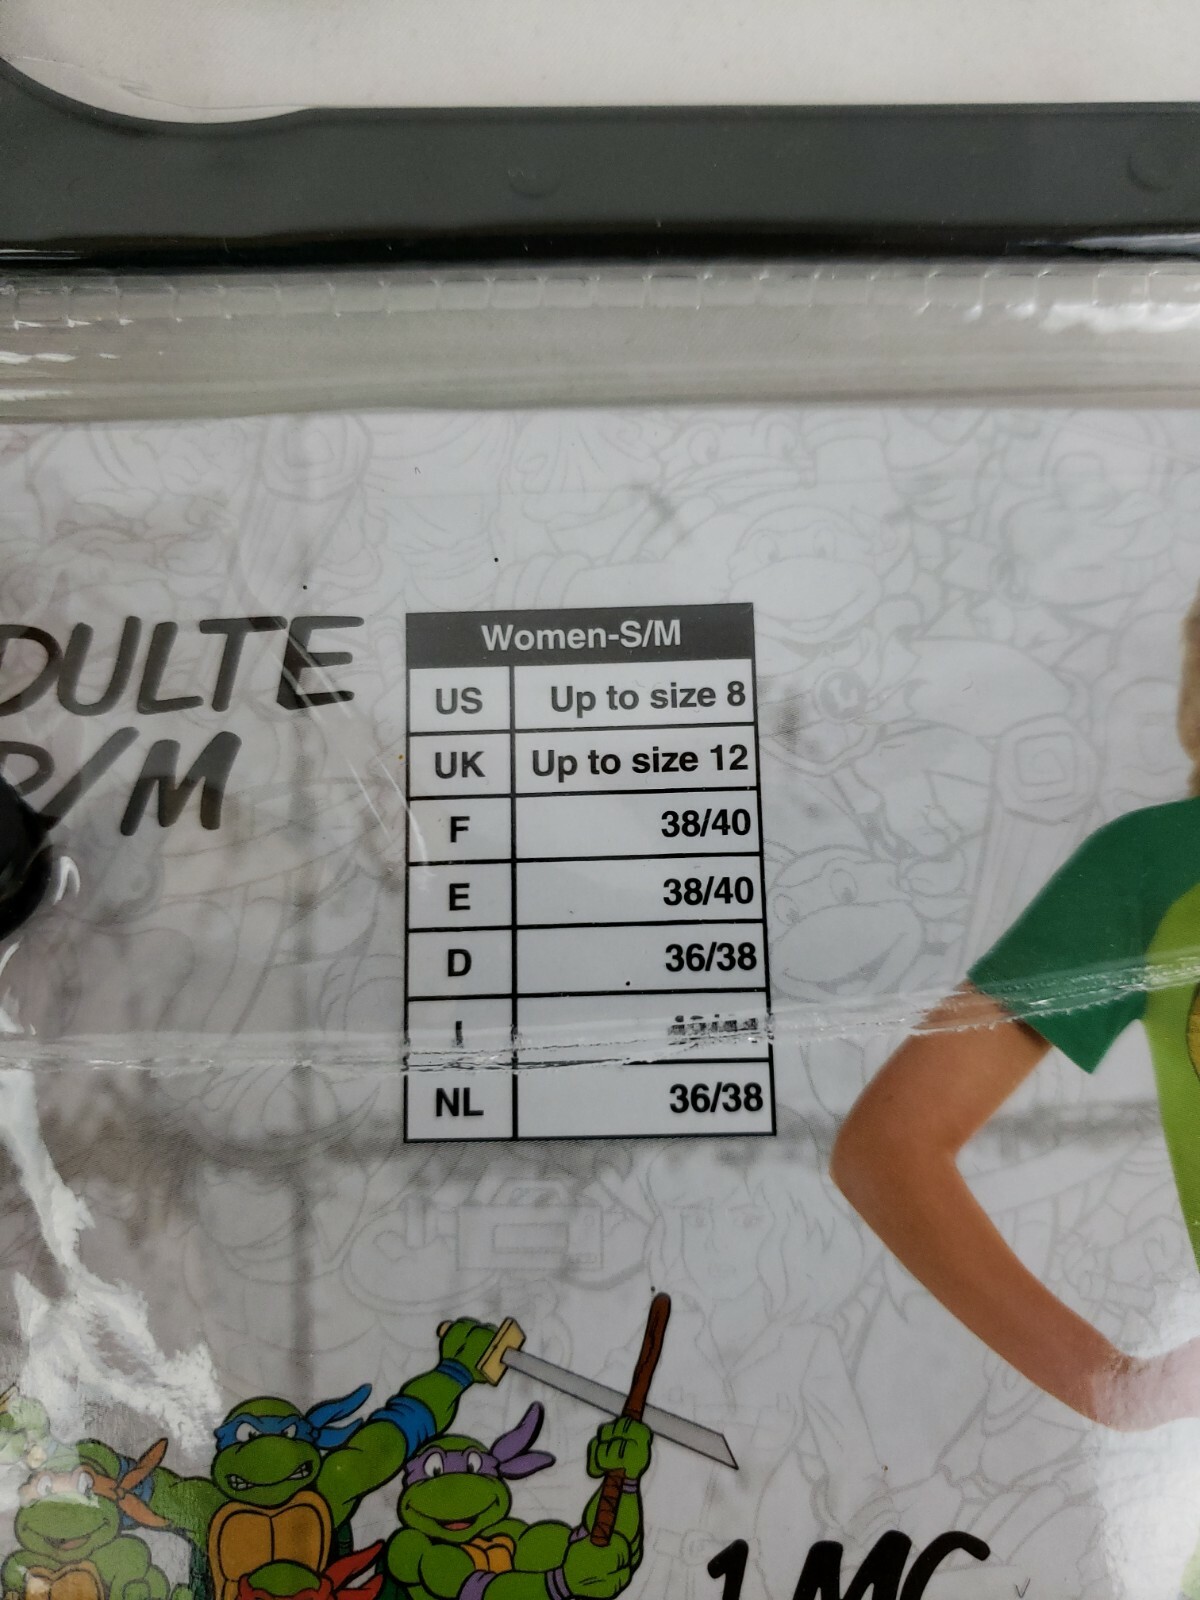 DULTE
/M
Women-S/M
US Up to size 8
UK Up to size 12
F 38/40
E 38/40
D 36/38
I
NL 36/38